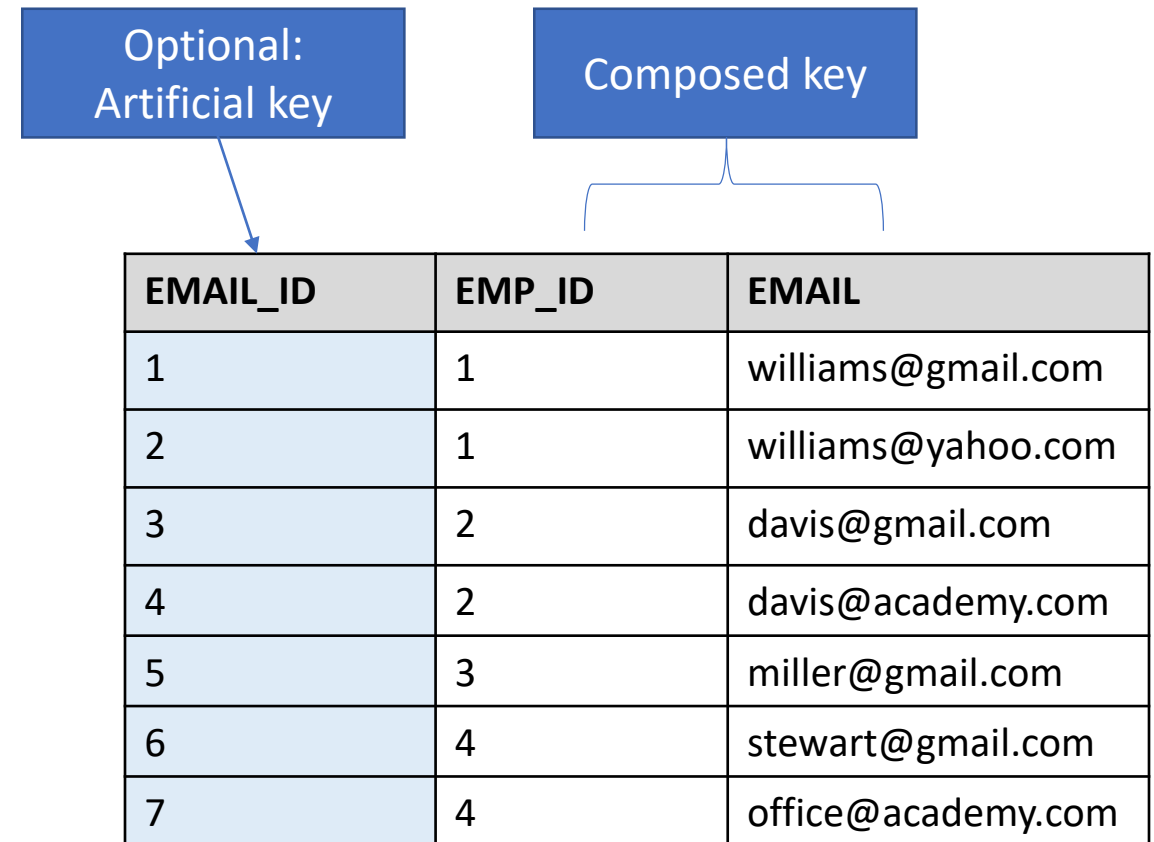 Optional:
Artificial key
Composed key
EMAIL_ID EMP_ID EMAIL
1 1 williams@gmail.com
2 1 williams@yahoo.com
3 2 davis@gmail.com
4 2 davis@academy.com
5 3 miller@gmail.com
6 4 stewart@gmail.com
7 4 office@academy.com